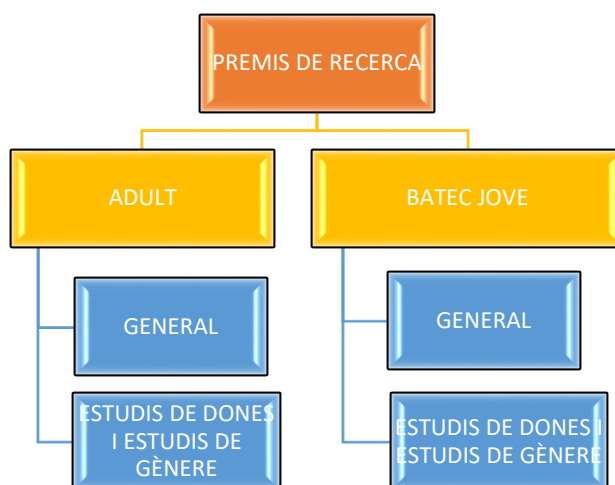 PREMIS DE RECERCA
ADULT
BATEC JOVE
GENERAL
GENERAL
ESTUDIS DE DONES
I ESTUDIS DE
GÈNERE
ESTUDIS DE DONES I
ESTUDIS DE GÈNERE